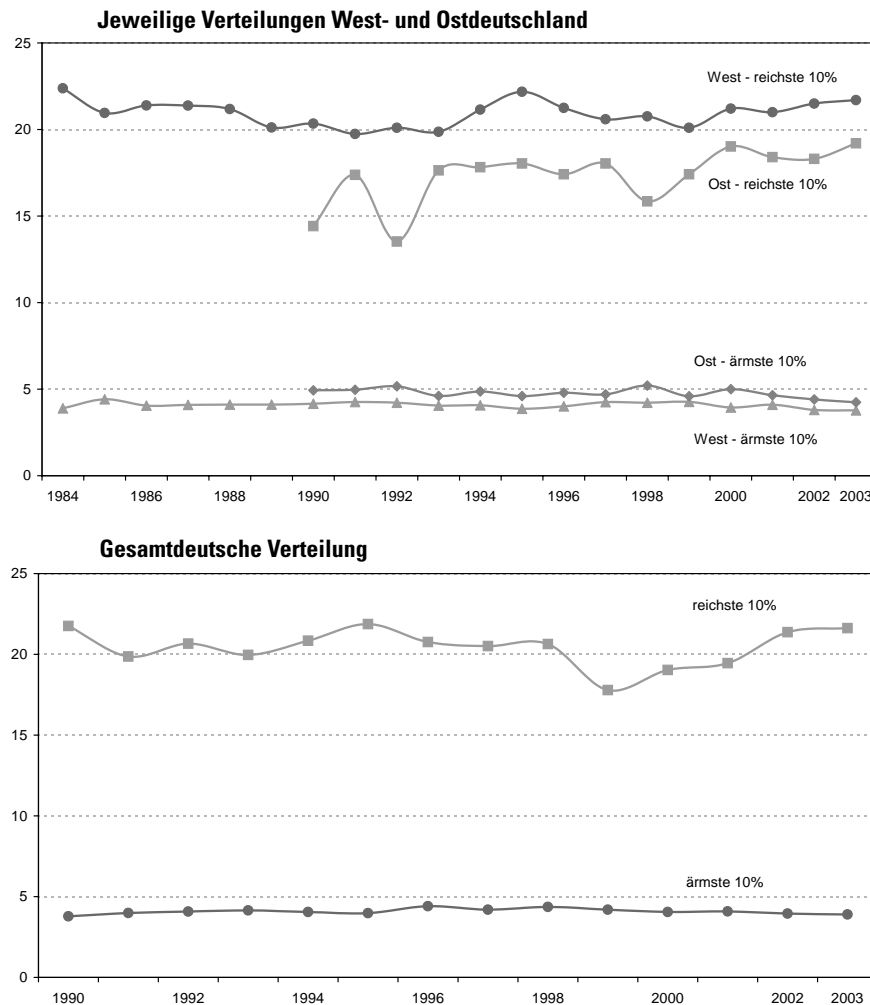 Jeweilige Verteilungen West- und Ostdeutschland
25
20
15
10
5
0
West - reichste 10%
Ost - reichste 10%
Ost - ärmste 10%
West - ärmste 10%
1984 1986 1988 1990 1992 1994 1996 1998 2000 2002 2003
Gesamtdeutsche Verteilung
25
20
15
10
5
0
reichste 10%
ärmste 10%
1990 1992 1994 1996 1998 2000 2002 2003